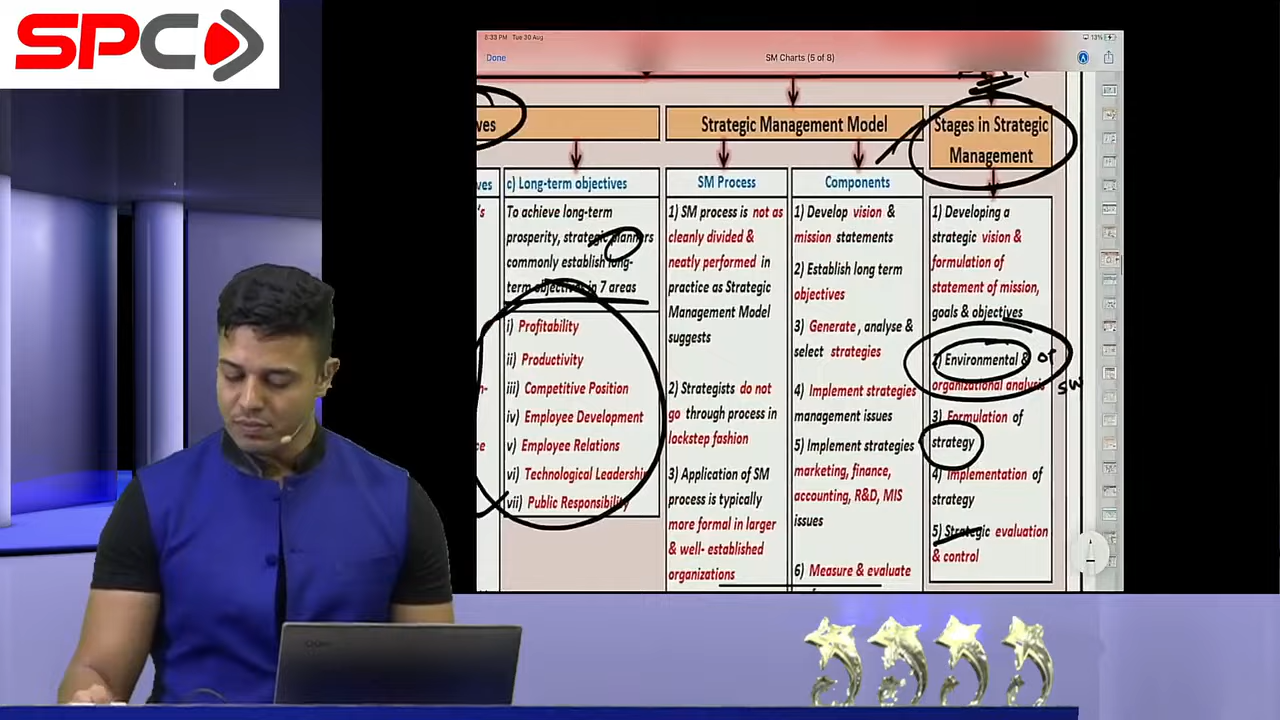 SPC
8:33 PM Tue 30 Aug
13%
Done
SM Charts (5 of 8)
ves
Strategic Management Model
Stages in Strategic
Management
ves
c) Long-term objectives
SM Process
Components
's
To achieve long-term
prosperity, strategic planners
commonly establish long-
term objectives in 7 areas
i) Profitability
ii) Productivity
iii) Competitive Position
iv) Employee Development
ce
v) Employee Relations
vi) Technological Leadership
vii) Public Responsibility
1) SM process is not as
cleanly divided &
neatly performed in
practice as Strategic
Management Model
suggests
2) Strategists do not
go through process in
lockstep fashion
3) Application of SM
process is typically
more formal in larger
& well- established
organizations
1) Develop vision &
mission statements
2) Establish long term
objectives
3) Generate, analyse &
select strategies
4) Implement strategies
management issues
5) Implement strategies
marketing, finance,
accounting, R&D, MIS
issues
6) Measure & evaluate
1) Developing a
strategic vision &
formulation of
statement of mission,
goals & objectives
2) Environmental &
organizational analysis
SW
3) Formulation of
strategy
4) Implementation of
strategy
5) Strategic evaluation
& control